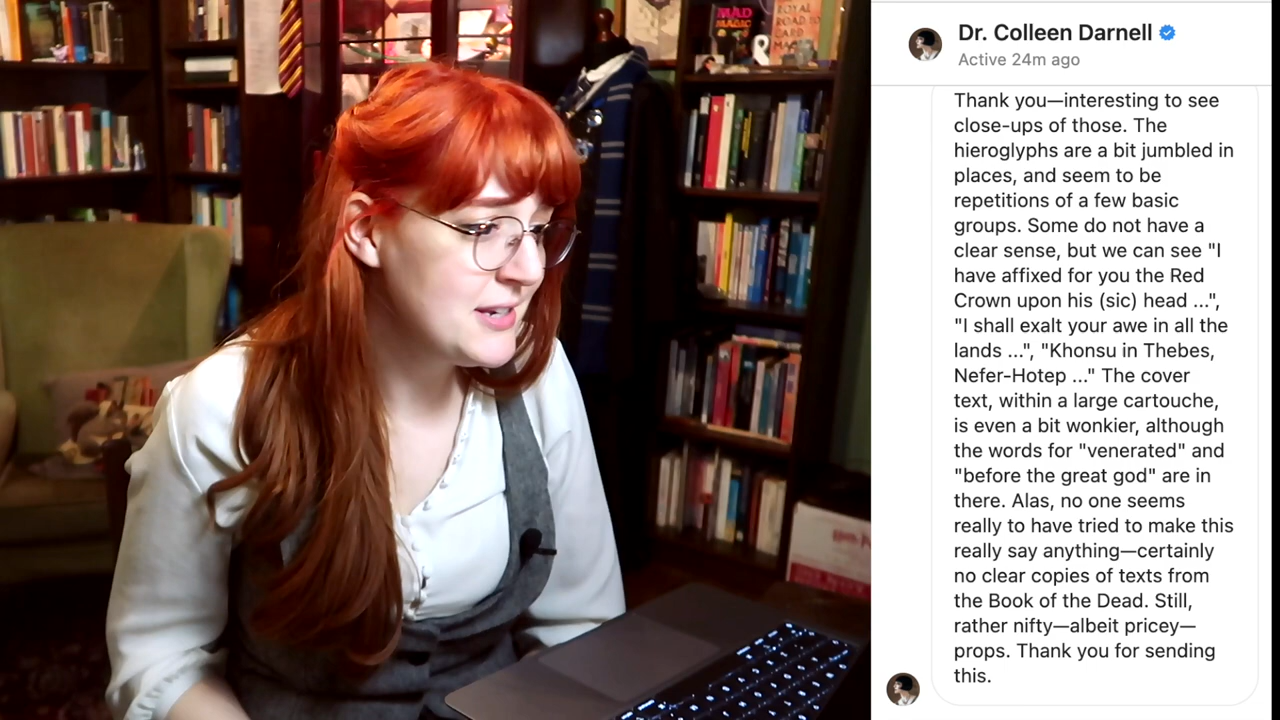 MAD
MAGIC
ROYAL
ROAD TO
CARD
MAGIC
Dr. Colleen Darnell
Active 24m ago
Thank you—interesting to see
close-ups of those. The
hieroglyphs are a bit jumbled in
places, and seem to be
repetitions of a few basic
groups. Some do not have a
clear sense, but we can see "I
have affixed for you the Red
Crown upon his (sic) head ...",
"I shall exalt your awe in all the
lands ...", "Khonsu in Thebes,
Nefer-Hotep ..." The cover
text, within a large cartouche,
is even a bit wonkier, although
the words for "venerated" and
"before the great god" are in
there. Alas, no one seems
really to have tried to make this
really say anything—certainly
no clear copies of texts from
the Book of the Dead. Still,
rather nifty—albeit pricey—
props. Thank you for sending
this.